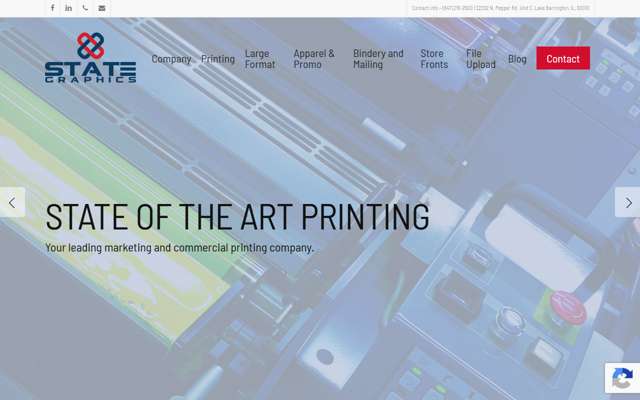 STATE
GRAPHICS
Company
Printing
Large
Format
Apparel &
Promo
Bindery and
Mailing
Store
Fronts
File
Upload
Blog
Contact
STATE OF THE ART PRINTING
Your leading marketing and commercial printing company.